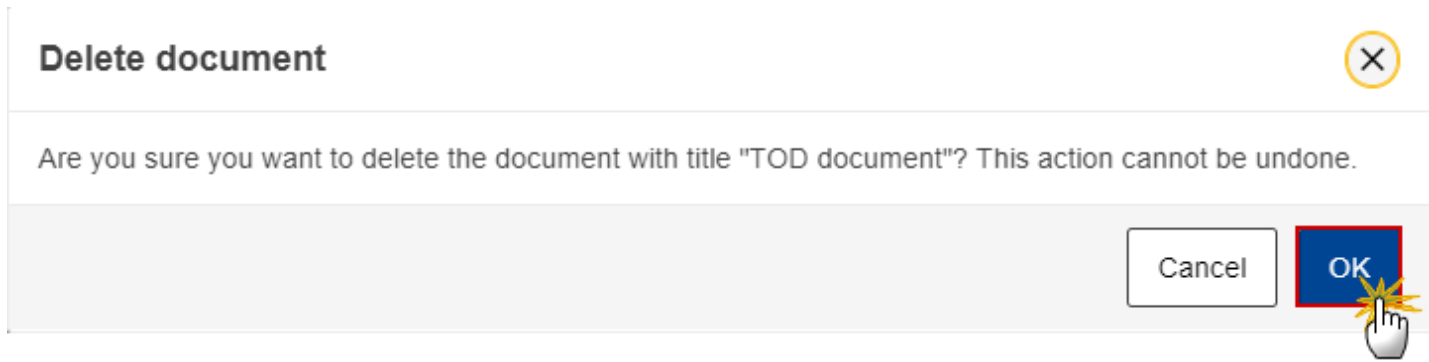 Delete document
Are you sure you want to delete the document with title "TOD document"? This action cannot be undone.
Cancel
OK